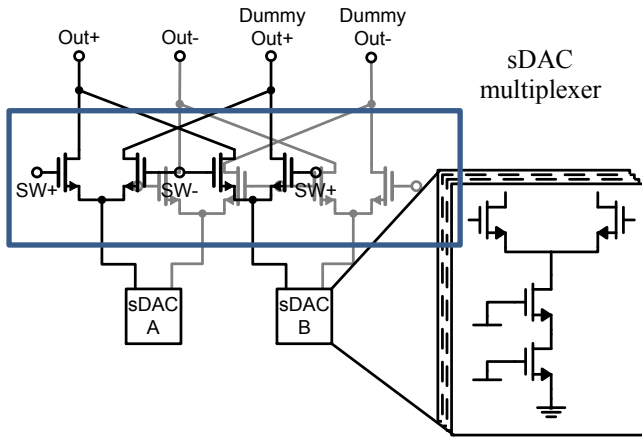 Dummy Dummy
Out+ Out- Out+ Out-
sDAC
multiplexer
SW+ SW- SW+
sDAC
A
sDAC
B